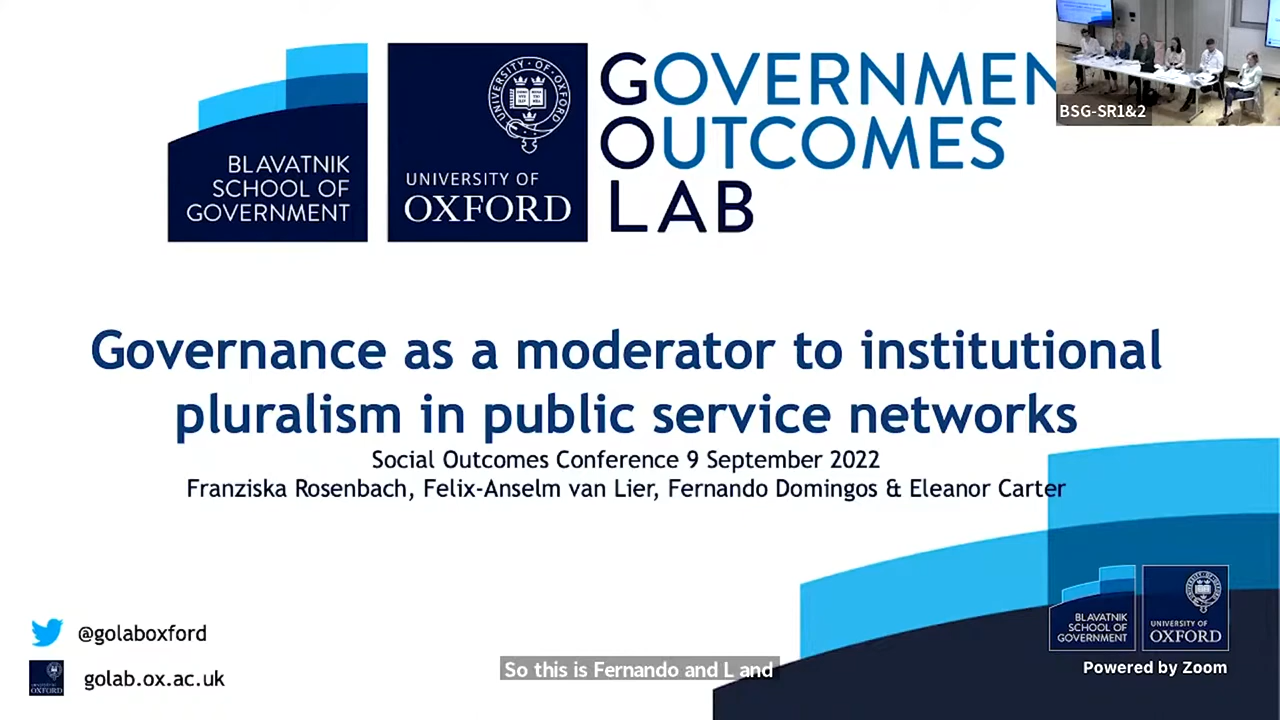 BLAVATNIK
SCHOOL OF
GOVERNMENT
UNIVERSITY OF
OXFORD
GOVERNMEN
OUTCOMES
LAB
BSG-SR1&2
Governance as a moderator to institutional
pluralism in public service networks
Social Outcomes Conference 9 September 2022
Franziska Rosenbach, Felix-Anselm van Lier, Fernando Domingos & Eleanor Carter
@golaboxford
golab.ox.ac.uk
So this is Fernando and L and
BLAVATNIK
SCHOOL OF
GOVERNMENT
UNIVERSITY OF
OXFORD
Powered by Zoom